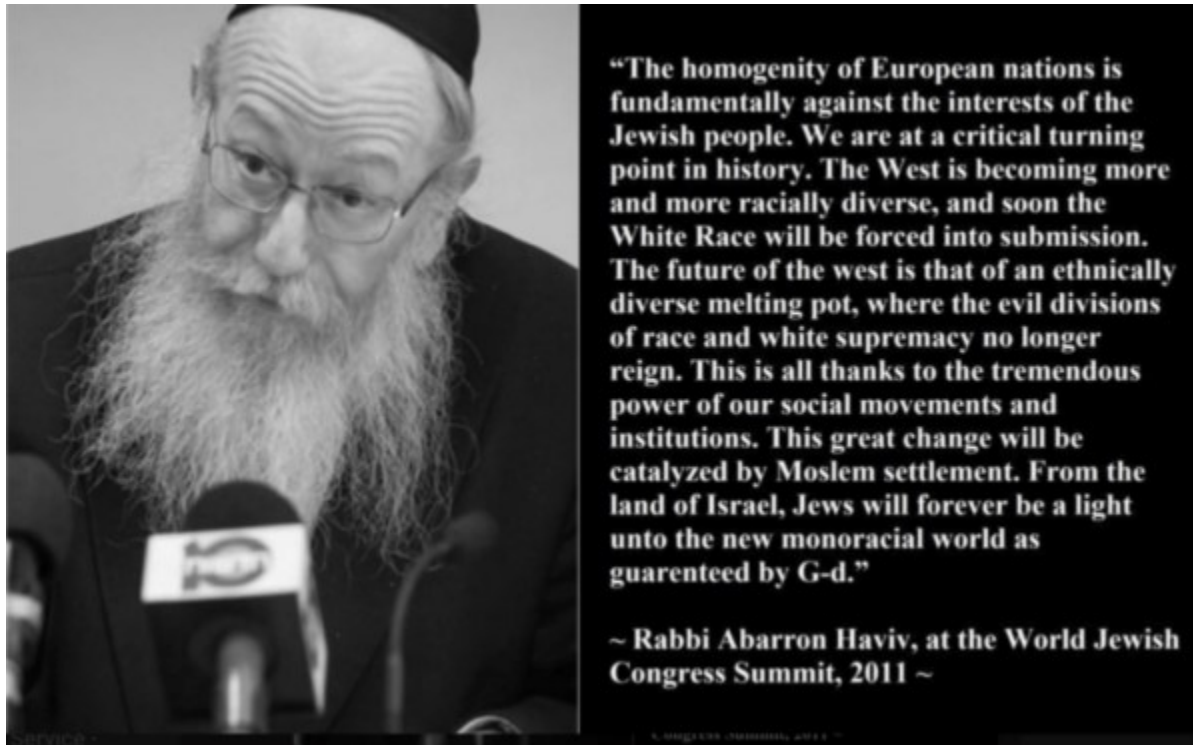 “The homogenity of European nations is
fundamentally against the interests of the
Jewish people. We are at a critical turning
point in history. The West is becoming more
and more racially diverse, and soon the
White Race will be forced into submission.
The future of the west is that of an ethnically
diverse melting pot, where the evil divisions
of race and white supremacy no longer
reign. This is all thanks to the tremendous
power of our social movements and
institutions. This great change will be
catalyzed by Moslem settlement. From the
land of Israel, Jews will forever be a light
unto the new monoracial world as
guarenteed by G-d.”
~ Rabbi Abarron Haviv, at the World Jewish
Congress Summit, 2011 ~
Service ·
Congress Summit, 2011 ~